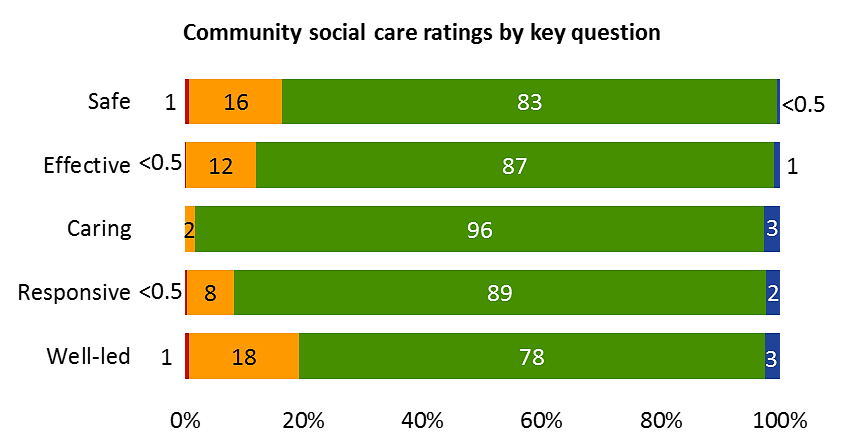 Community social care ratings by key question
Safe 1 16 83 <0.5
Effective <0.5 12 87 1
Caring 2 96 3
Responsive <0.5 8 89 2
Well-led 1 18 78 3
0% 20% 40% 60% 80% 100%